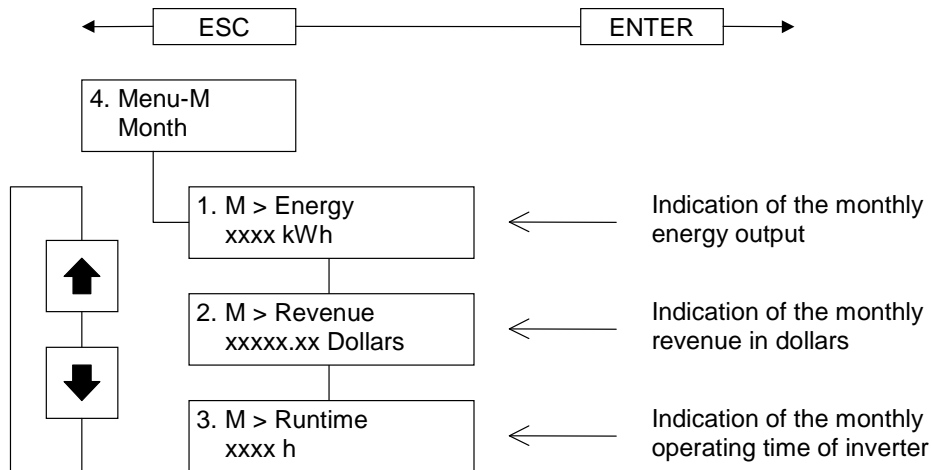 ESC
ENTER
4. Menu-M
Month
1. M > Energy
xxxx kWh
Indication of the monthly
energy output
2. M > Revenue
xxxxx.xx Dollars
Indication of the monthly
revenue in dollars
3. M > Runtime
xxxx h
Indication of the monthly
operating time of inverter